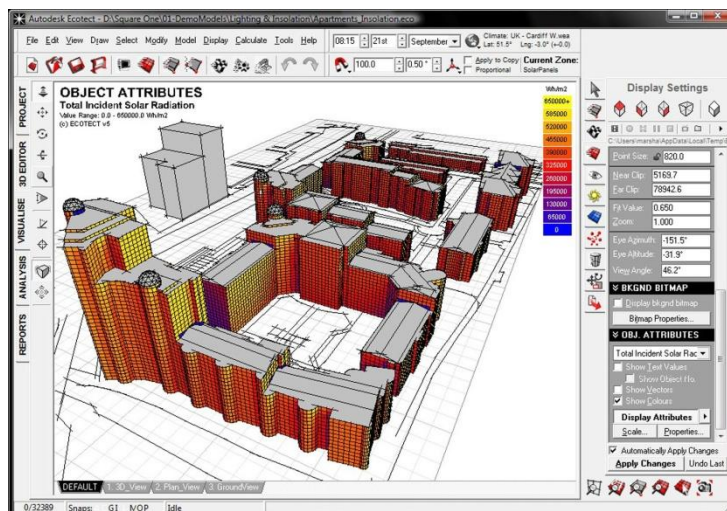 Autodesk Ecotect - D:\Square One\01-DemoModels\Lighting & Insolation\Apartments_Insolation.eco
File Edit View Draw Select Modify Model Display Calculate Tools Help
08:15 21st September
Climate: UK - Cardiff W.wea
Lat: 51.5° Lng: -3.0° (+-0.0)
100.0 0.50°
Apply to Copy
Proportional
Current Zone:
SolarPanels
PROJECT
3D EDITOR
VISUALISE
ANALYSIS
REPORTS
OBJECT ATTRIBUTES
Total Incident Solar Radiation
Value Range: 0.0 - 650000.0 Wh/m2
(c) ECOTECT v5
Wh/m2
650000+
585000
520000
455000
390000
325000
260000
195000
130000
65000
0
Display Settings
Point Size: 820.0
Near Clip: 5169.7
Far Clip: 78942.6
Fit Value: 0.650
Zoom: 1.000
Eye Azimuth: -151.5°
Eye Altitude: -31.9°
View Angle: 46.2°
BKGND BITMAP
Display bkgnd bitmap
Bitmap Properties...
OBJ. ATTRIBUTES
Total Incident Solar Rac
Show Text Values
Show Object No.
Show Vectors
Show Colours
Display Attributes
Scale... Properties...
Automatically Apply Changes
Apply Changes Undo Last
DEFAULT 1. 3D_View 2. Plan_View 3. GroundView
0/32389 Snaps: GI Idle